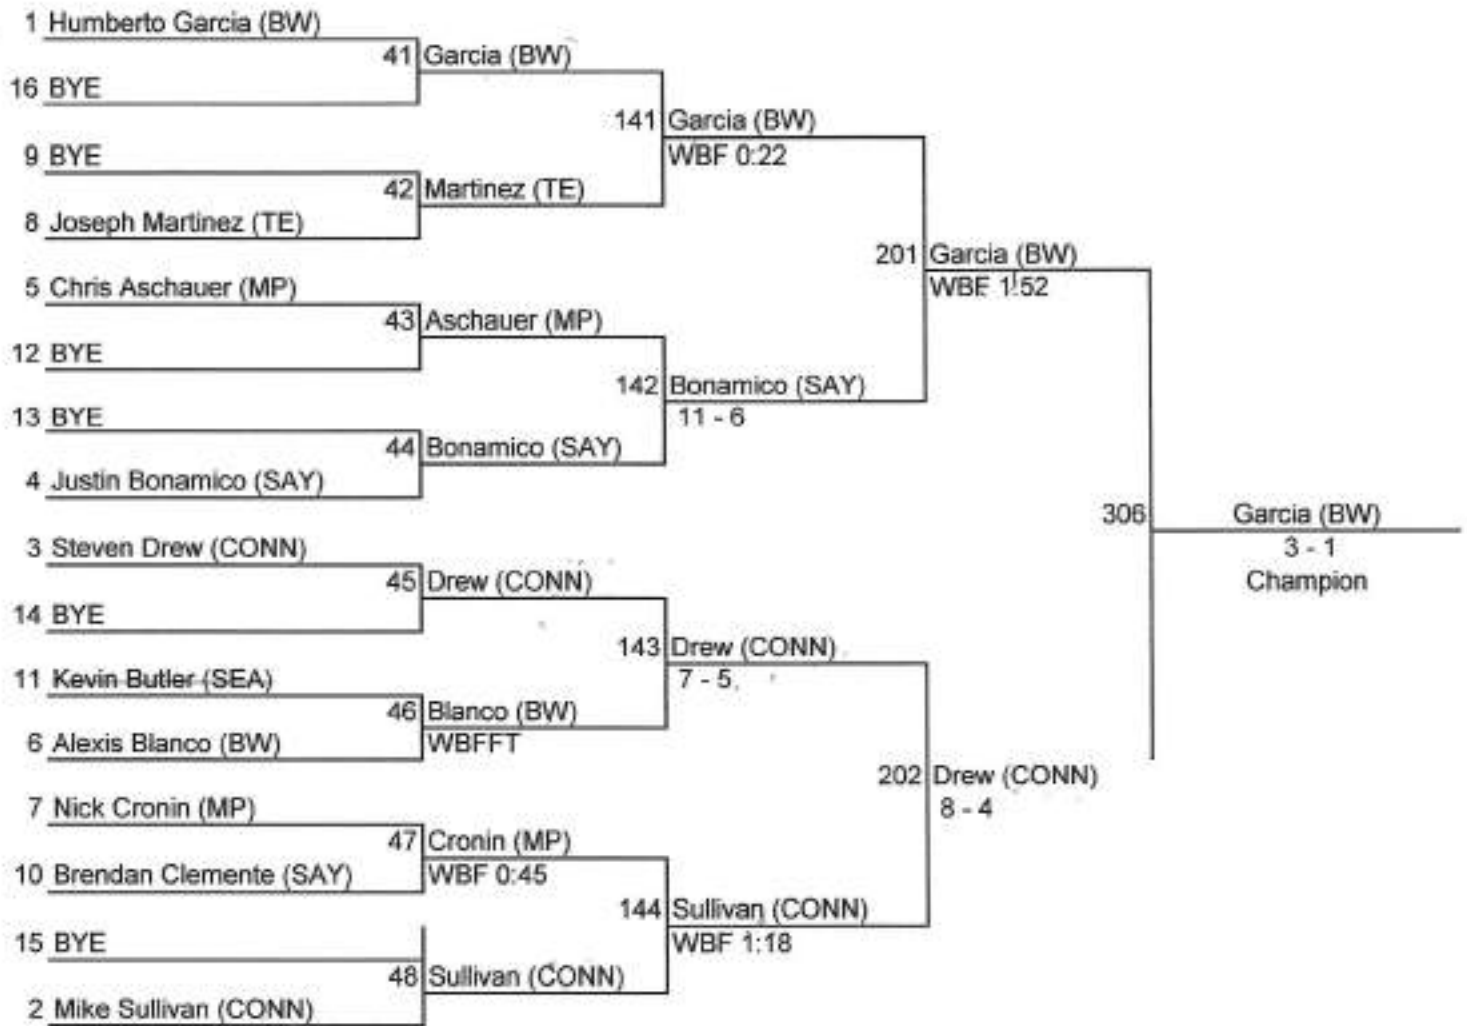 1 Humberto Garcia (BW)
41 Garcia (BW)
16 BYE
141 Garcia (BW)
WBF 0:22
9 BYE
42 Martinez (TE)
8 Joseph Martinez (TE)
201 Garcia (BW)
WBF 1:52
5 Chris Aschauer (MP)
43 Aschauer (MP)
12 BYE
142 Bonamico (SAY)
11 - 6
13 BYE
44 Bonamico (SAY)
4 Justin Bonamico (SAY)
306 Garcia (BW)
3 - 1
Champion
3 Steven Drew (CONN)
45 Drew (CONN)
14 BYE
143 Drew (CONN)
7 - 5
11 Kevin Butler (SEA)
46 Blanco (BW)
WBFFT
6 Alexis Blanco (BW)
202 Drew (CONN)
8 - 4
7 Nick Cronin (MP)
47 Cronin (MP)
WBF 0:45
10 Brendan Clemente (SAY)
144 Sullivan (CONN)
WBF 1:18
15 BYE
48 Sullivan (CONN)
2 Mike Sullivan (CONN)